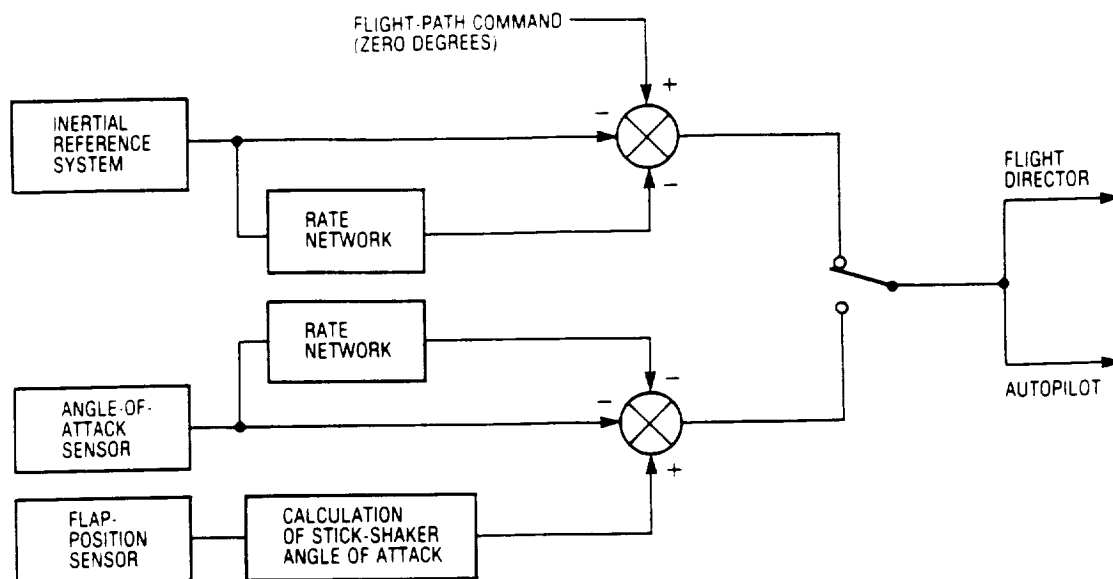 FLIGHT-PATH COMMAND
(ZERO DEGREES)
+
INERTIAL
REFERENCE
SYSTEM
−
−
RATE
NETWORK
FLIGHT
DIRECTOR
RATE
NETWORK
−
−
ANGLE-OF-
ATTACK
SENSOR
AUTOPILOT
+
FLAP-
POSITION
SENSOR
CALCULATION
OF STICK-SHAKER
ANGLE OF ATTACK